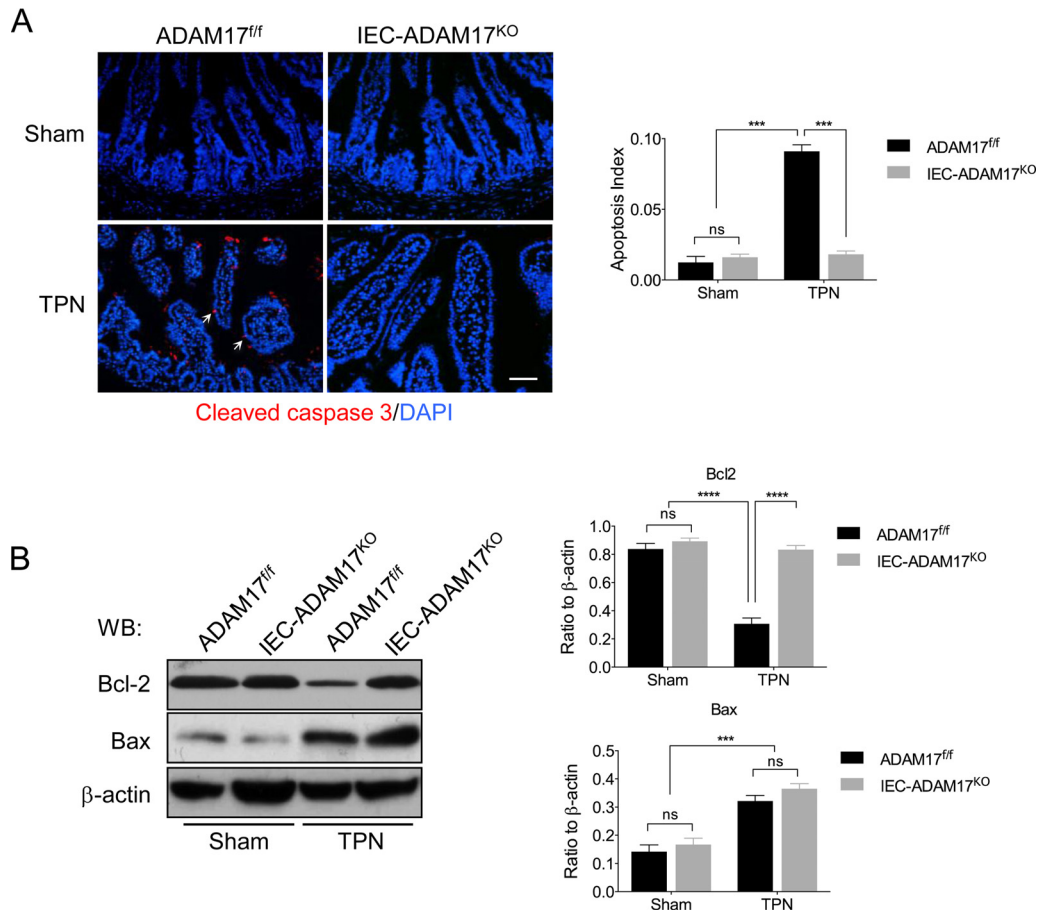 A
ADAM17f/f
IEC-ADAM17KO
Sham
TPN
Cleaved caspase 3/DAPI
***
***
ns
0.10
0.05
0.00
Apoptosis Index
Sham
TPN
ADAM17f/f
IEC-ADAM17KO
B
WB:
ADAM17f/f
IEC-ADAM17KO
ADAM17f/f
IEC-ADAM17KO
Bcl-2
Bax
β-actin
Sham
TPN
Bcl2
****
****
ns
1.0
0.8
0.6
0.4
0.2
0.0
Ratio to β-actin
Sham
TPN
ADAM17f/f
IEC-ADAM17KO
Bax
***
ns
ns
0.5
0.4
0.3
0.2
0.1
0.0
Ratio to β-actin
Sham
TPN
ADAM17f/f
IEC-ADAM17KO